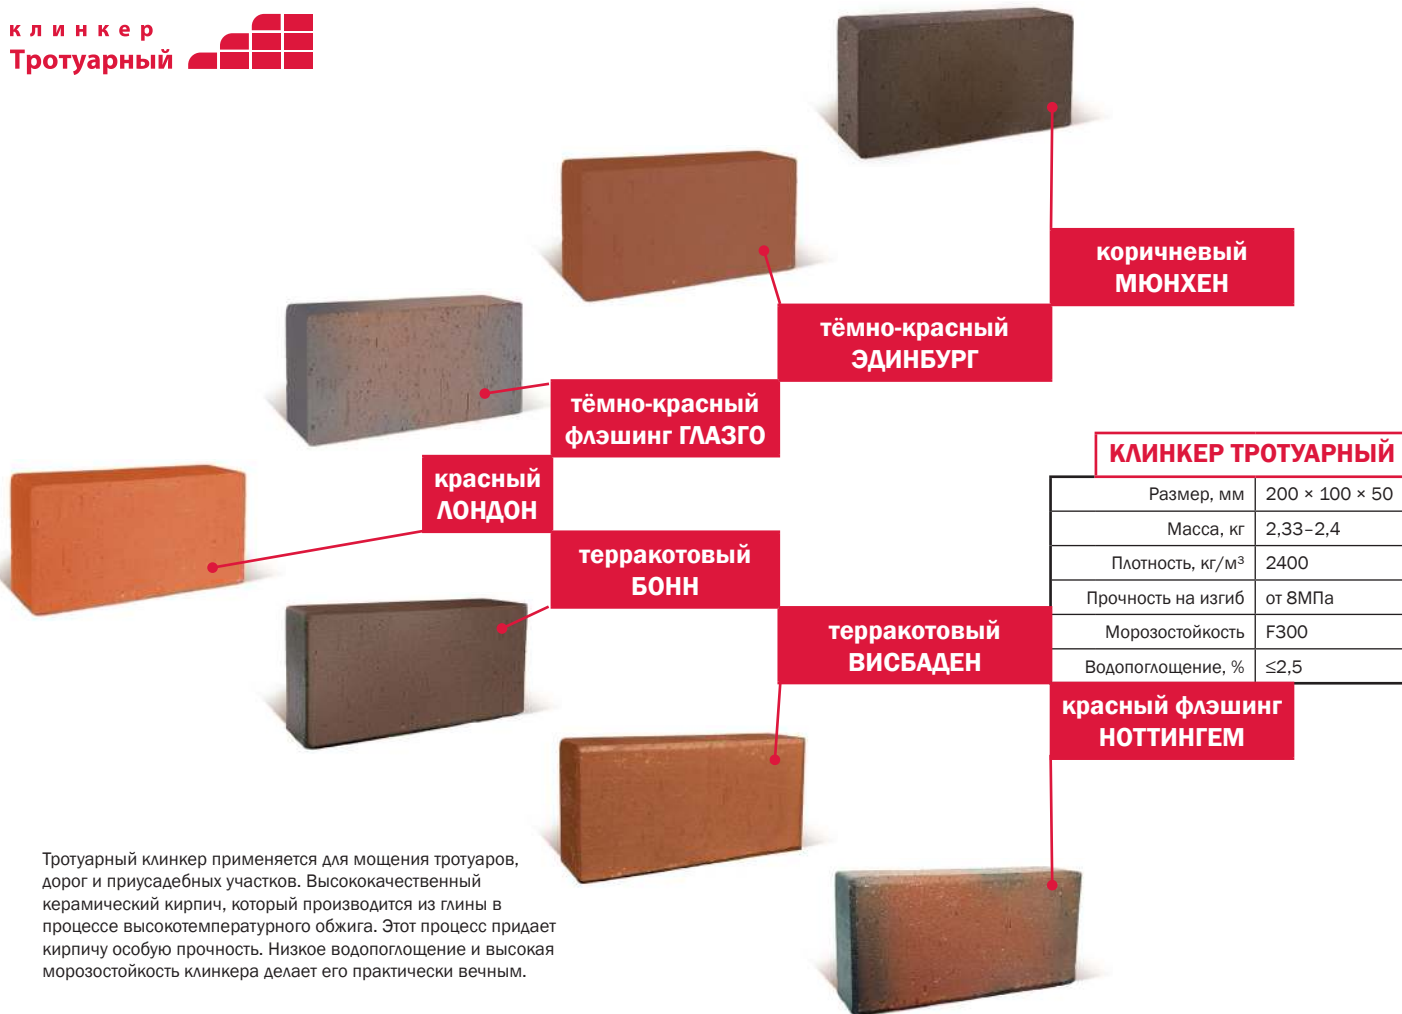 клинкер
Тротуарный
коричневый
МЮНХЕН
тёмно-красный
ЭДИНБУРГ
тёмно-красный
флэшинг ГЛАЗГО
красный
ЛОНДОН
терракотовый
БОНН
терракотовый
ВИСБАДЕН
красный флэшинг
НОТТИНГЕМ
КЛИНКЕР ТРОТУАРНЫЙ
Размер, мм 200 × 100 × 50
Масса, кг 2,33–2,4
Плотность, кг/м³ 2400
Прочность на изгиб от 8МПа
Морозостойкость F300
Водопоглощение, % ≤2,5
Тротуарный клинкер применяется для мощения тротуаров,
дорог и приусадебных участков. Высококачественный
керамический кирпич, который производится из глины в
процессе высокотемпературного обжига. Этот процесс придает
кирпичу особую прочность. Низкое водопоглощение и высокая
морозостойкость клинкера делает его практически вечным.